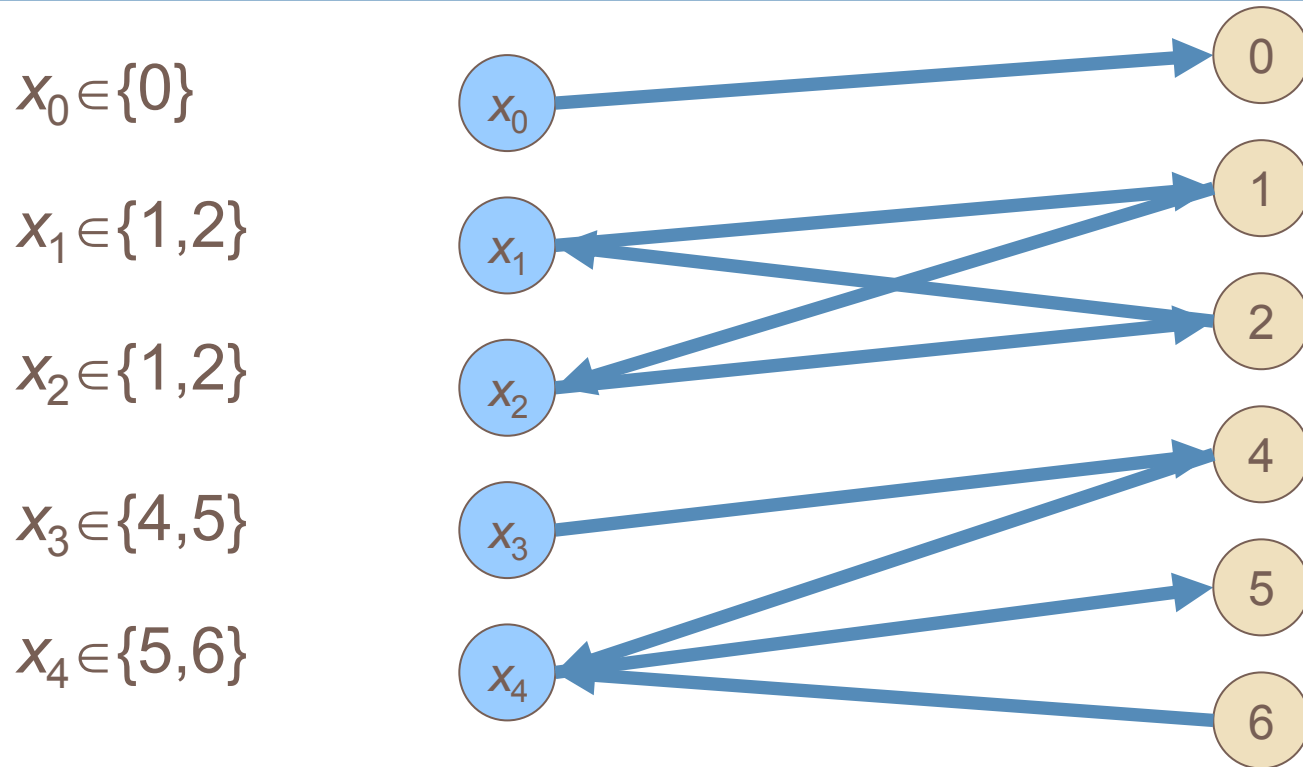 x₀∈{0}
x₁∈{1,2}
x₂∈{1,2}
x₃∈{4,5}
x₄∈{5,6}
x₀
x₁
x₂
x₃
x₄
0
1
2
4
5
6